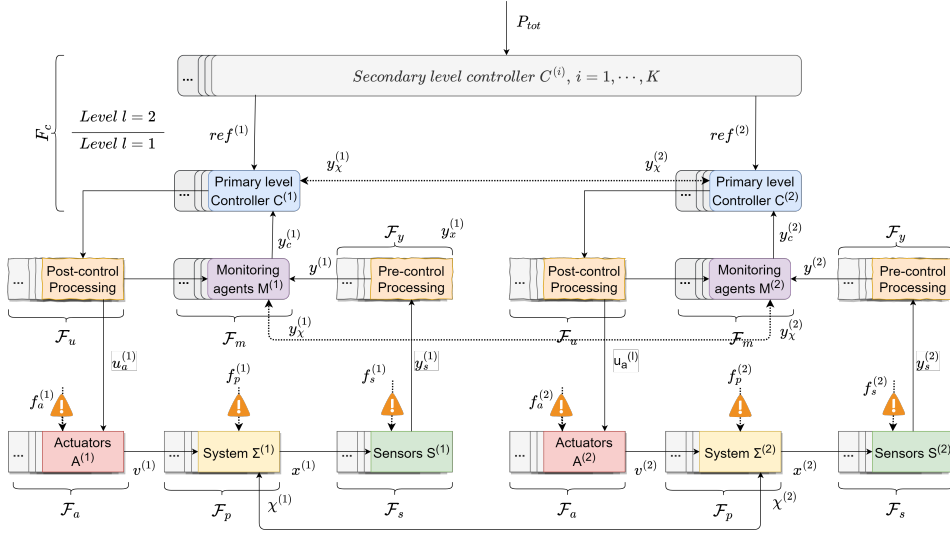 P_{tot}
... Secondary level controller C^{(i)}, i = 1, ⋯, K
F_c
Level l = 2
Level l = 1
ref^{(1)}
ref^{(2)}
y_χ^{(1)}
y_χ^{(2)}
...
Primary level
Controller C^{(1)}
...
Primary level
Controller C^{(2)}
y_c^{(1)}
F_y
y_x^{(1)}
y_c^{(2)}
F_y
...
Post-control
Processing
...
Monitoring
agents M^{(1)}
y^{(1)}
...
Pre-control
Processing
...
Post-control
Processing
...
Monitoring
agents M^{(2)}
y^{(2)}
...
Pre-control
Processing
F_u
F_m
y_χ^{(1)}
F_u
F_m
y_χ^{(2)}
u_a^{(1)}
y_s^{(1)}
u_a^{(l)}
y_s^{(2)}
f_a^{(1)}
f_p^{(1)}
f_s^{(1)}
f_a^{(2)}
f_p^{(2)}
f_s^{(2)}
...
Actuators
A^{(1)}
v^{(1)}
...
System Σ^{(1)}
x^{(1)}
...
Sensors S^{(1)}
...
Actuators
A^{(2)}
v^{(2)}
...
System Σ^{(2)}
x^{(2)}
...
Sensors S^{(2)}
F_a
F_p
χ^{(1)}
F_s
F_a
F_p
χ^{(2)}
F_s